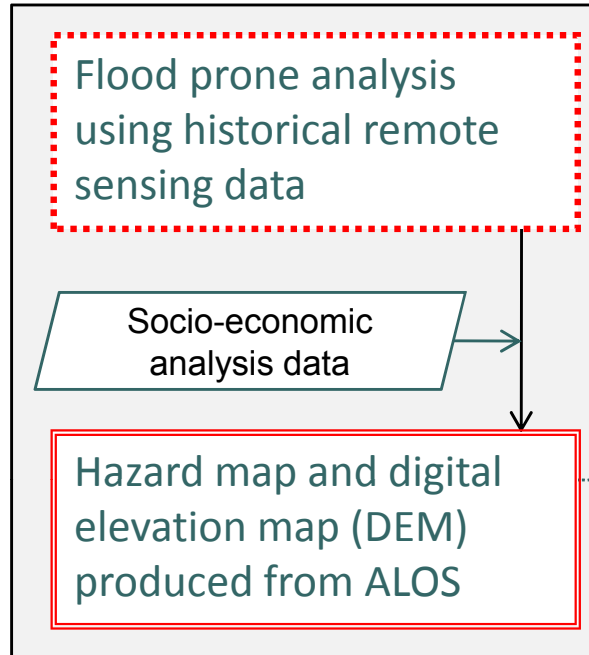 Flood prone analysis
using historical remote
sensing data
Socio-economic
analysis data
Hazard map and digital
elevation map (DEM)
produced from ALOS